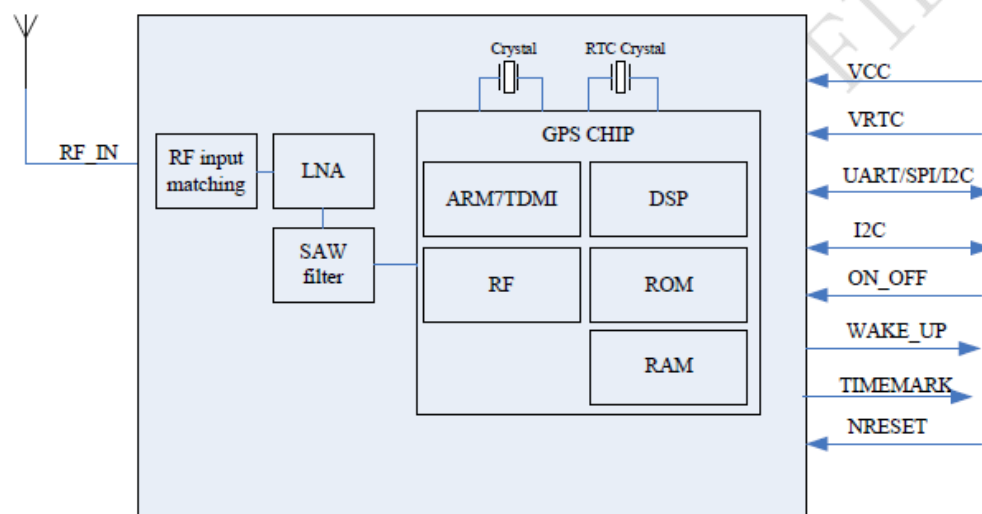 Crystal
RTC Crystal
VCC
GPS CHIP
VRTC
RF_IN
RF input
matching
LNA
ARM7TDMI
DSP
UART/SPI/I2C
I2C
SAW
filter
RF
ROM
ON_OFF
WAKE_UP
RAM
TIMEMARK
NRESET